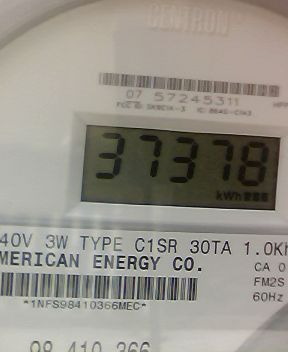 CENTRON
07 57245311
37378
kWh
40V 3W TYPE C1SR 30TA 1.0Kh
MERICAN ENERGY CO.
CA 0
FM2S
*1NFS98410366MEC*
60Hz
98 410 366